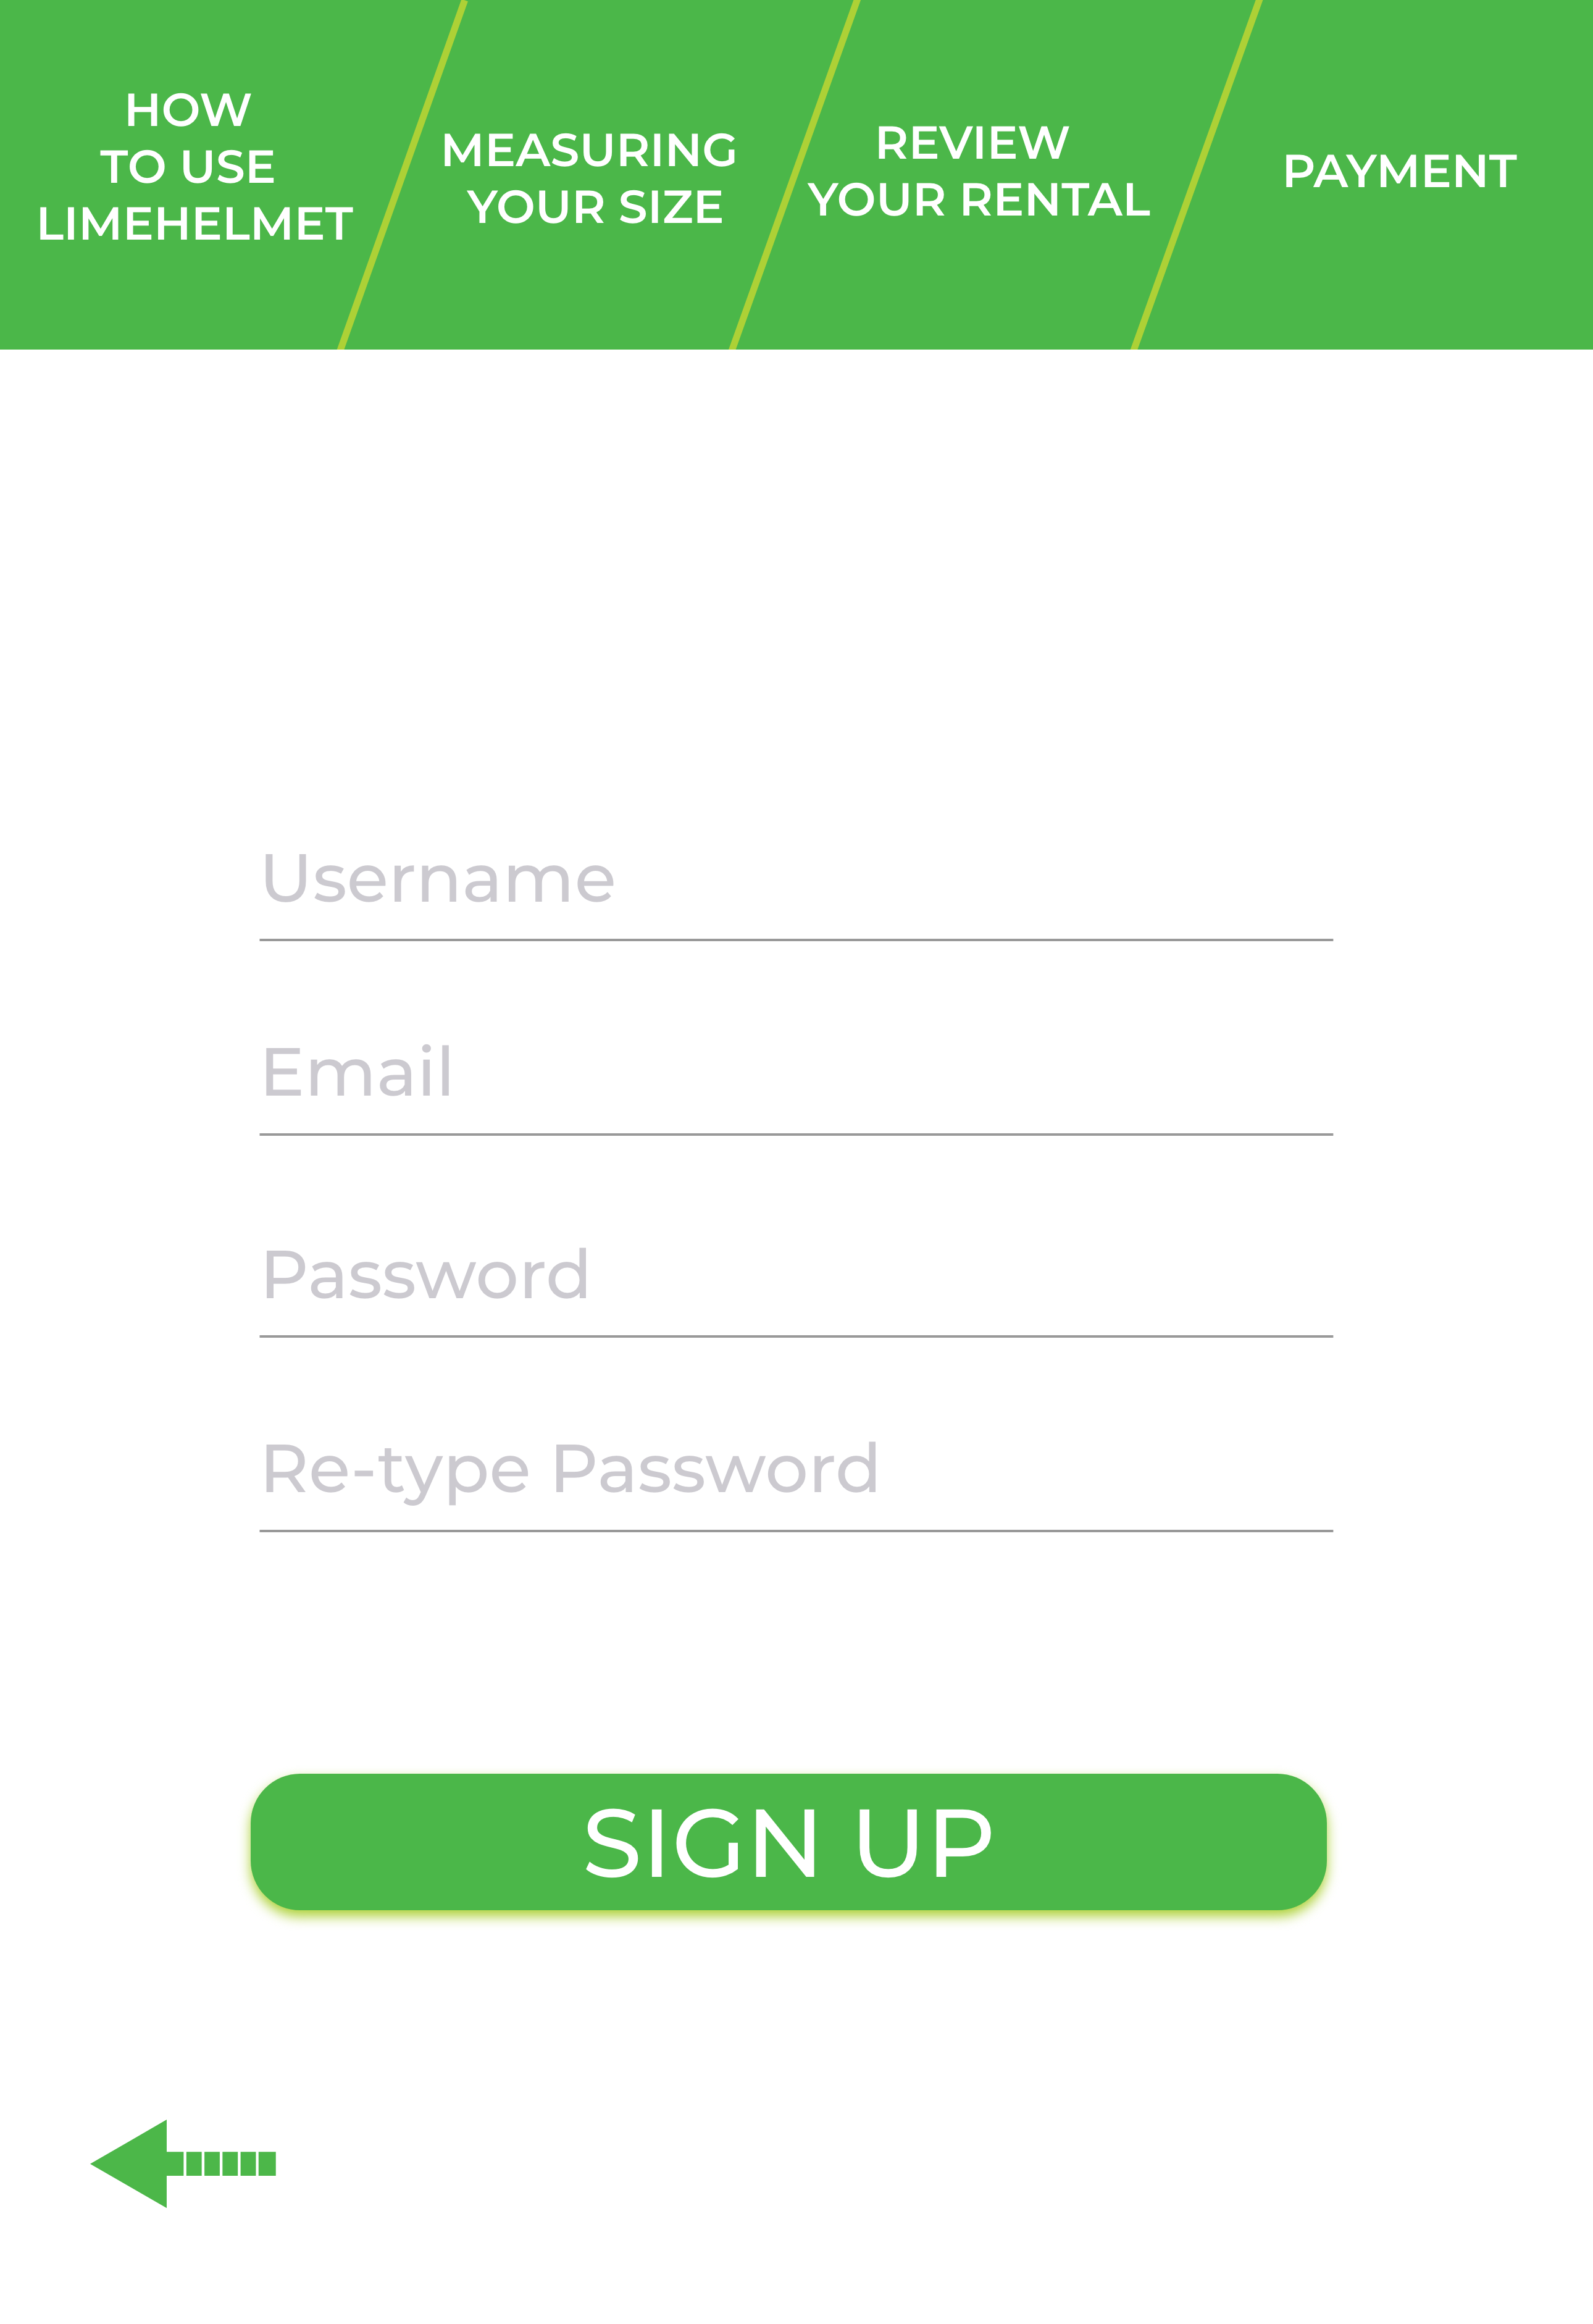 HOW
TO USE
LIMEHELMET
MEASURING
YOUR SIZE
REVIEW
YOUR RENTAL
PAYMENT
Username
Email
Password
Re-type Password
SIGN UP